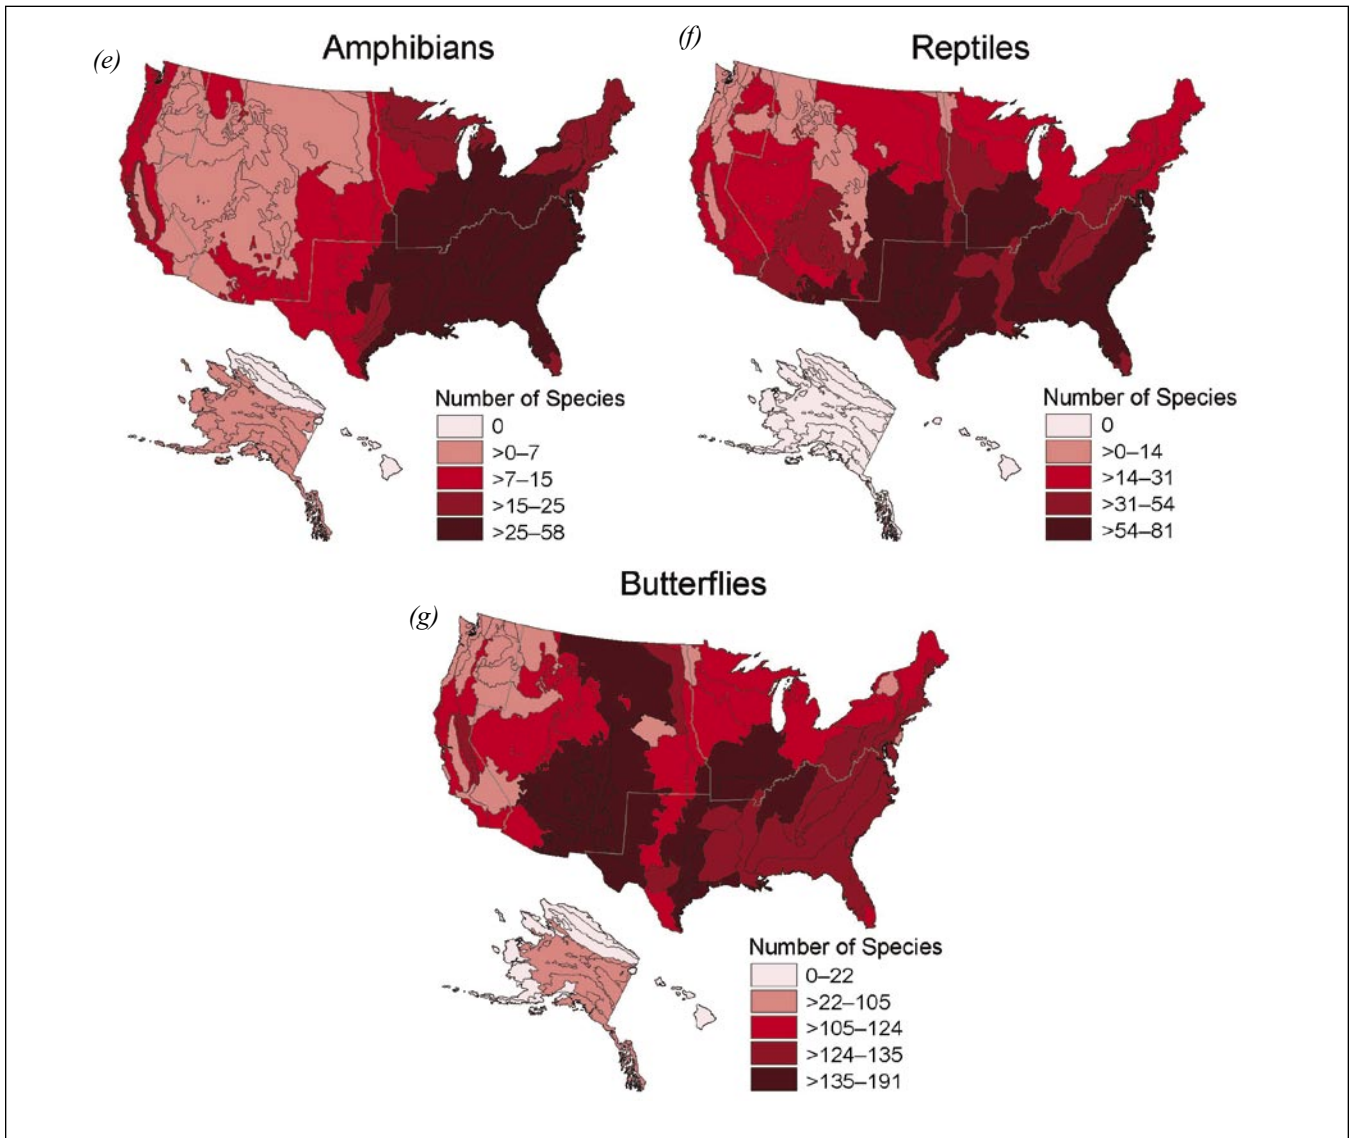 (e)
Amphibians
Number of Species
0
>0–7
>7–15
>15–25
>25–58
(f)
Reptiles
Number of Species
0
>0–14
>14–31
>31–54
>54–81
(g)
Butterflies
Number of Species
0–22
>22–105
>105–124
>124–135
>135–191